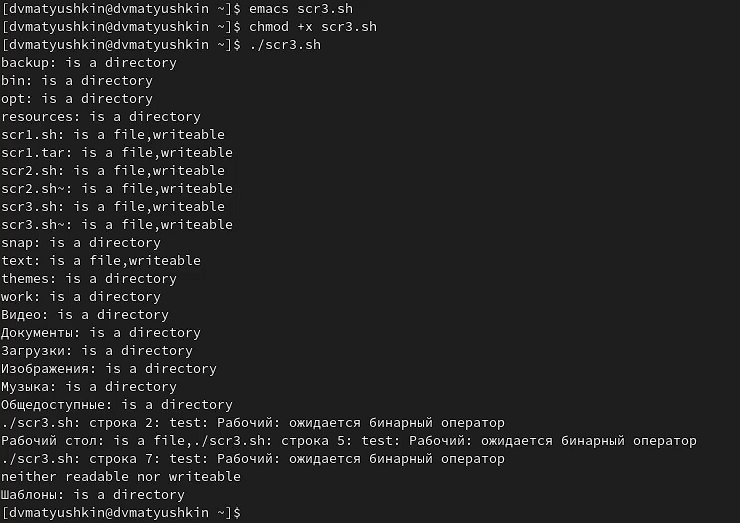 [dvmatyushkin@dvmatyushkin ~]$ emacs scr3.sh
[dvmatyushkin@dvmatyushkin ~]$ chmod +x scr3.sh
[dvmatyushkin@dvmatyushkin ~]$ ./scr3.sh
backup: is a directory
bin: is a directory
opt: is a directory
resources: is a directory
scr1.sh: is a file,writeable
scr1.tar: is a file,writeable
scr2.sh: is a file,writeable
scr2.sh~: is a file,writeable
scr3.sh: is a file,writeable
scr3.sh~: is a file,writeable
snap: is a directory
text: is a file,writeable
themes: is a directory
work: is a directory
Видео: is a directory
Документы: is a directory
Загрузки: is a directory
Изображения: is a directory
Музыка: is a directory
Общедоступные: is a directory
./scr3.sh: строка 2: test: Рабочий: ожидается бинарный оператор
Рабочий стол: is a file,./scr3.sh: строка 5: test: Рабочий: ожидается бинарный оператор
./scr3.sh: строка 7: test: Рабочий: ожидается бинарный оператор
neither readable nor writeable
Шаблоны: is a directory
[dvmatyushkin@dvmatyushkin ~]$